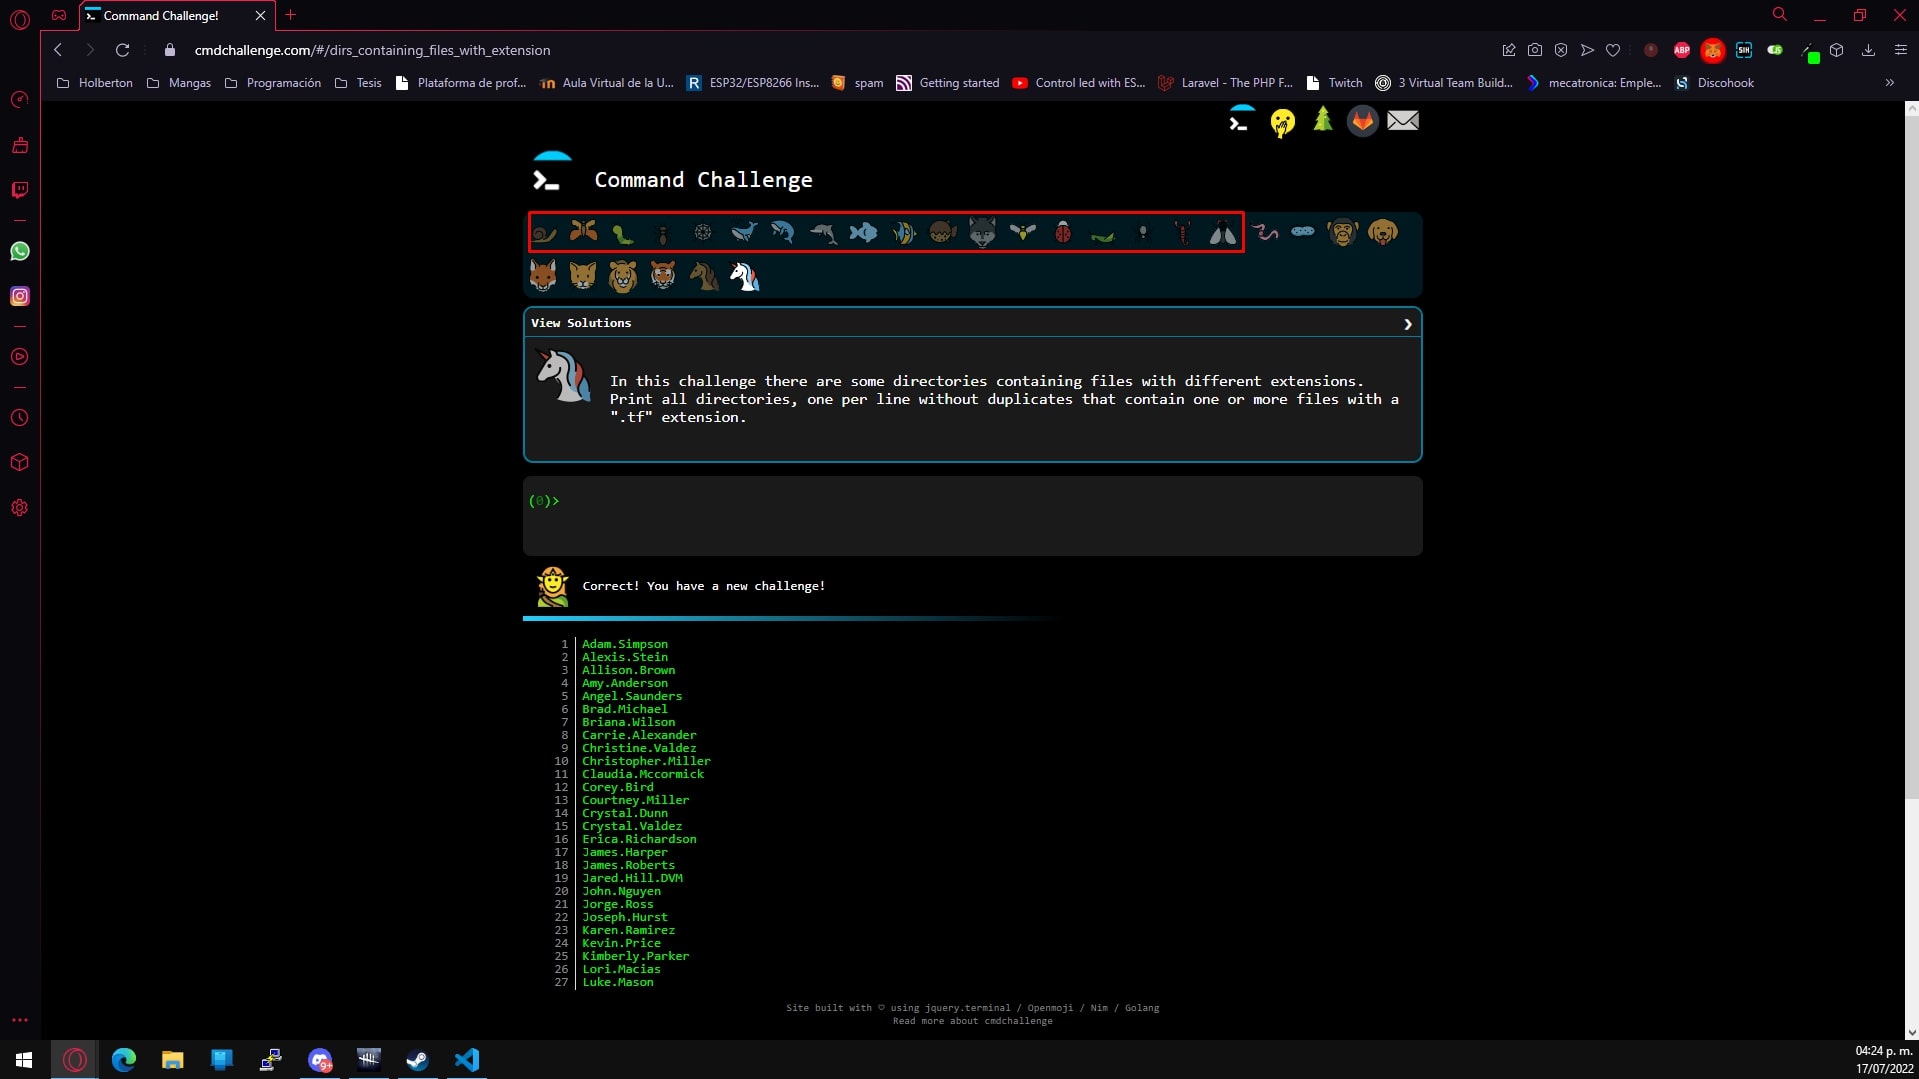 Command Challenge!
cmdchallenge.com/#/dirs_containing_files_with_extension
ABP
Holberton
Mangas
Programación
Tesis
Plataforma de prof...
Aula Virtual de la U...
R
ESP32/ESP8266 Ins...
spam
Getting started
Control led with ES...
Laravel - The PHP F...
Twitch
3 Virtual Team Build...
mecatronica: Emple...
Discohook
>_
>_ Command Challenge
View Solutions
In this challenge there are some directories containing files with different extensions.
Print all directories, one per line without duplicates that contain one or more files with a
".tf" extension.
(0)>
Correct! You have a new challenge!
1 Adam.Simpson
2 Alexis.Stein
3 Allison.Brown
4 Amy.Anderson
5 Angel.Saunders
6 Brad.Michael
7 Briana.Wilson
8 Carrie.Alexander
9 Christine.Valdez
10 Christopher.Miller
11 Claudia.Mccormick
12 Corey.Bird
13 Courtney.Miller
14 Crystal.Dunn
15 Crystal.Valdez
16 Erica.Richardson
17 James.Harper
18 James.Roberts
19 Jared.Hill.DVM
20 John.Nguyen
21 Jorge.Ross
22 Joseph.Hurst
23 Karen.Ramirez
24 Kevin.Price
25 Kimberly.Parker
26 Lori.Macias
27 Luke.Mason
Site built with ♡ using jquery.terminal / Openmoji / Nim / Golang
Read more about cmdchallenge
9+
04:24 p. m.
17/07/2022